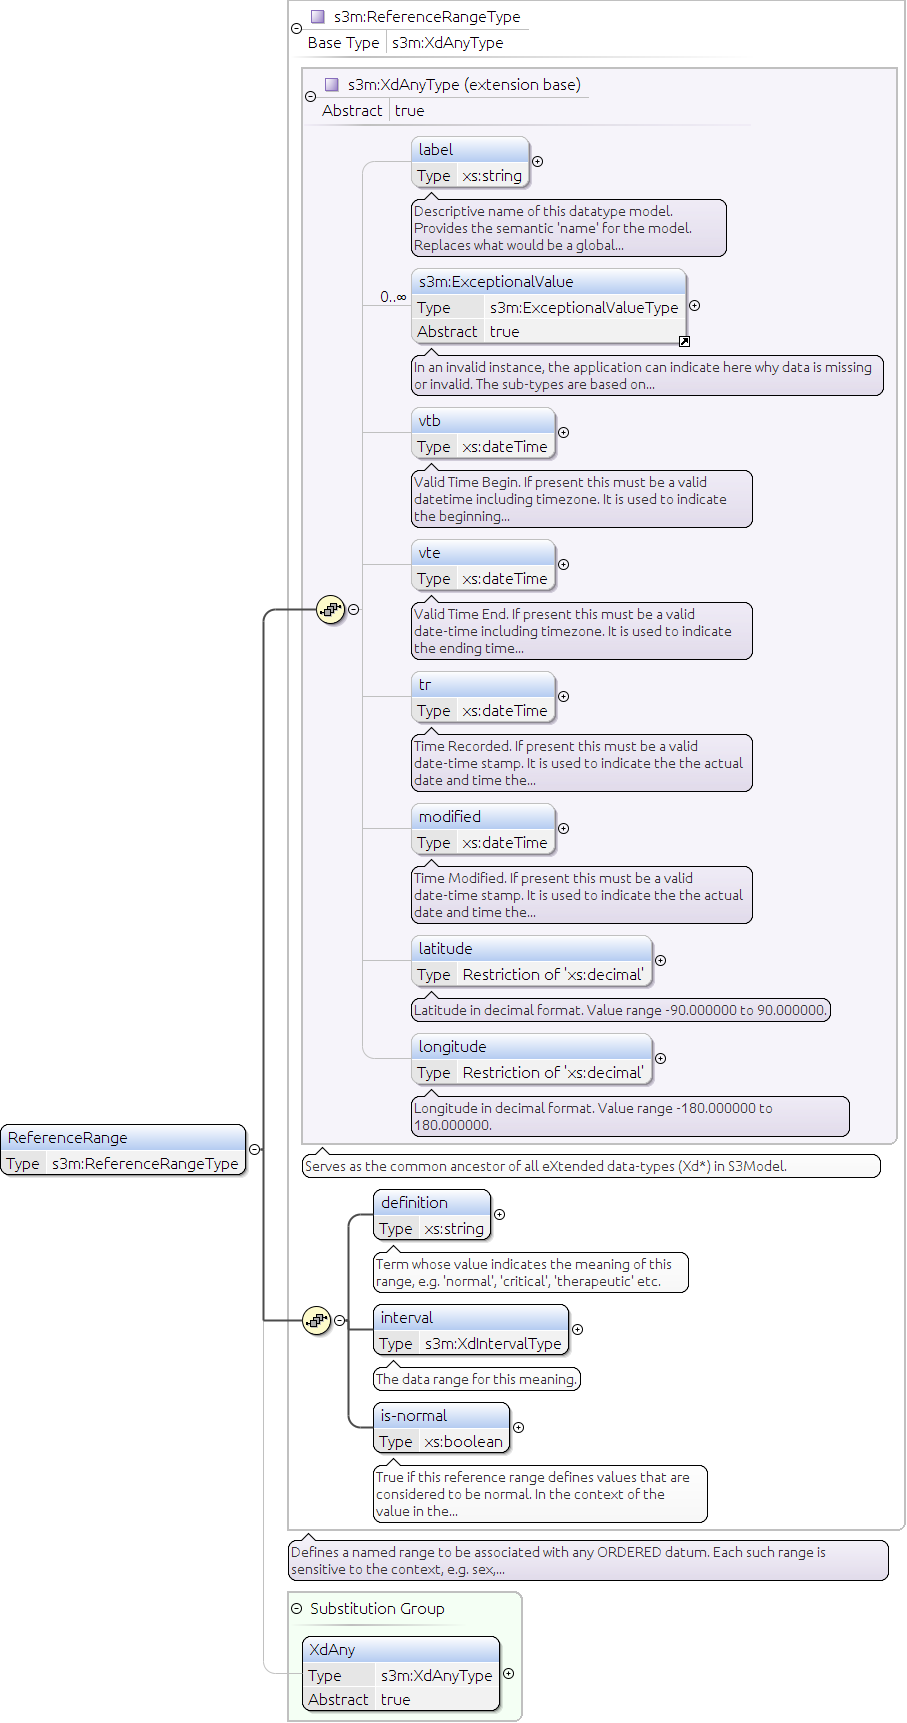 s3m:ReferenceRangeType
Base Type s3m:XdAnyType
s3m:XdAnyType (extension base)
Abstract true
label
Type xs:string
Descriptive name of this datatype model.
Provides the semantic 'name' for the model.
Replaces what would be a global...
0..∞
s3m:ExceptionalValue
Type s3m:ExceptionalValueType
Abstract true
In an invalid instance, the application can indicate here why data is missing
or invalid. The sub-types are based on...
vtb
Type xs:dateTime
Valid Time Begin. If present this must be a valid
datetime including timezone. It is used to indicate
the beginning...
vte
Type xs:dateTime
Valid Time End. If present this must be a valid
date-time including timezone. It is used to indicate
the ending time...
tr
Type xs:dateTime
Time Recorded. If present this must be a valid
date-time stamp. It is used to indicate the the actual
date and time the...
modified
Type xs:dateTime
Time Modified. If present this must be a valid
date-time stamp. It is used to indicate the the actual
date and time the...
latitude
Type Restriction of 'xs:decimal'
Latitude in decimal format. Value range -90.000000 to 90.000000.
longitude
Type Restriction of 'xs:decimal'
Longitude in decimal format. Value range -180.000000 to
180.000000.
ReferenceRange
Type s3m:ReferenceRangeType
Serves as the common ancestor of all eXtended data-types (Xd*) in S3Model.
definition
Type xs:string
Term whose value indicates the meaning of this
range, e.g. 'normal', 'critical', 'therapeutic' etc.
interval
Type s3m:XdIntervalType
The data range for this meaning.
is-normal
Type xs:boolean
True if this reference range defines values that are
considered to be normal. In the context of the
value in the...
Defines a named range to be associated with any ORDERED datum. Each such range is
sensitive to the context, e.g. sex,...
Substitution Group
XdAny
Type s3m:XdAnyType
Abstract true